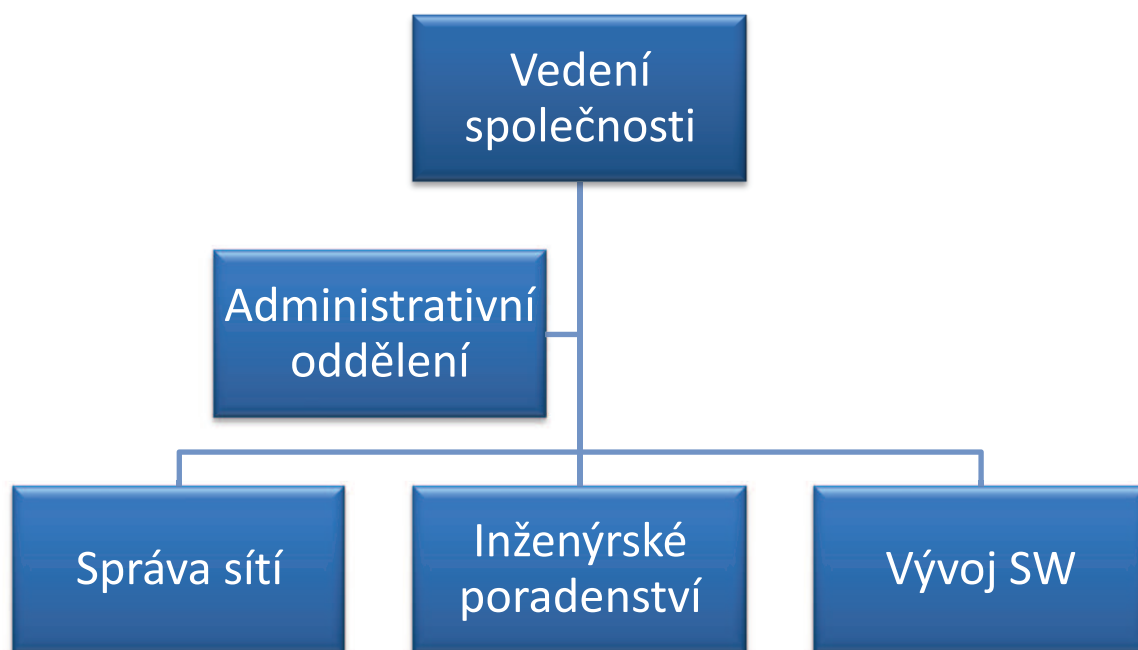 Vedení
společnosti
Administrativní
oddělení
Správa sítí
Inženýrské
poradenství
Vývoj SW